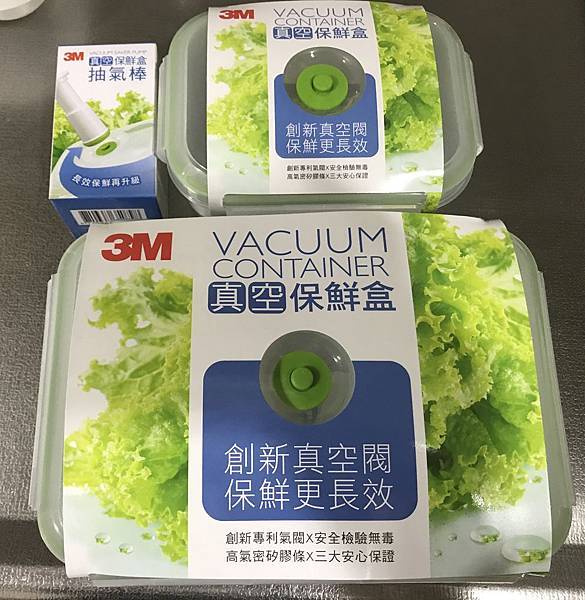 3M
VACUUM SAVER PUMP
真空保鮮盒
抽氣棒
長效保鮮再升級
3M
VACUUM
CONTAINER
真空保鮮盒
創新真空閥
保鮮更長效
創新專利氣閥X安全檢驗無毒
高氣密矽膠條X三大安心保證
3M
VACUUM
CONTAINER
真空保鮮盒
創新真空閥
保鮮更長效
創新專利氣閥X安全檢驗無毒
高氣密矽膠條X三大安心保證